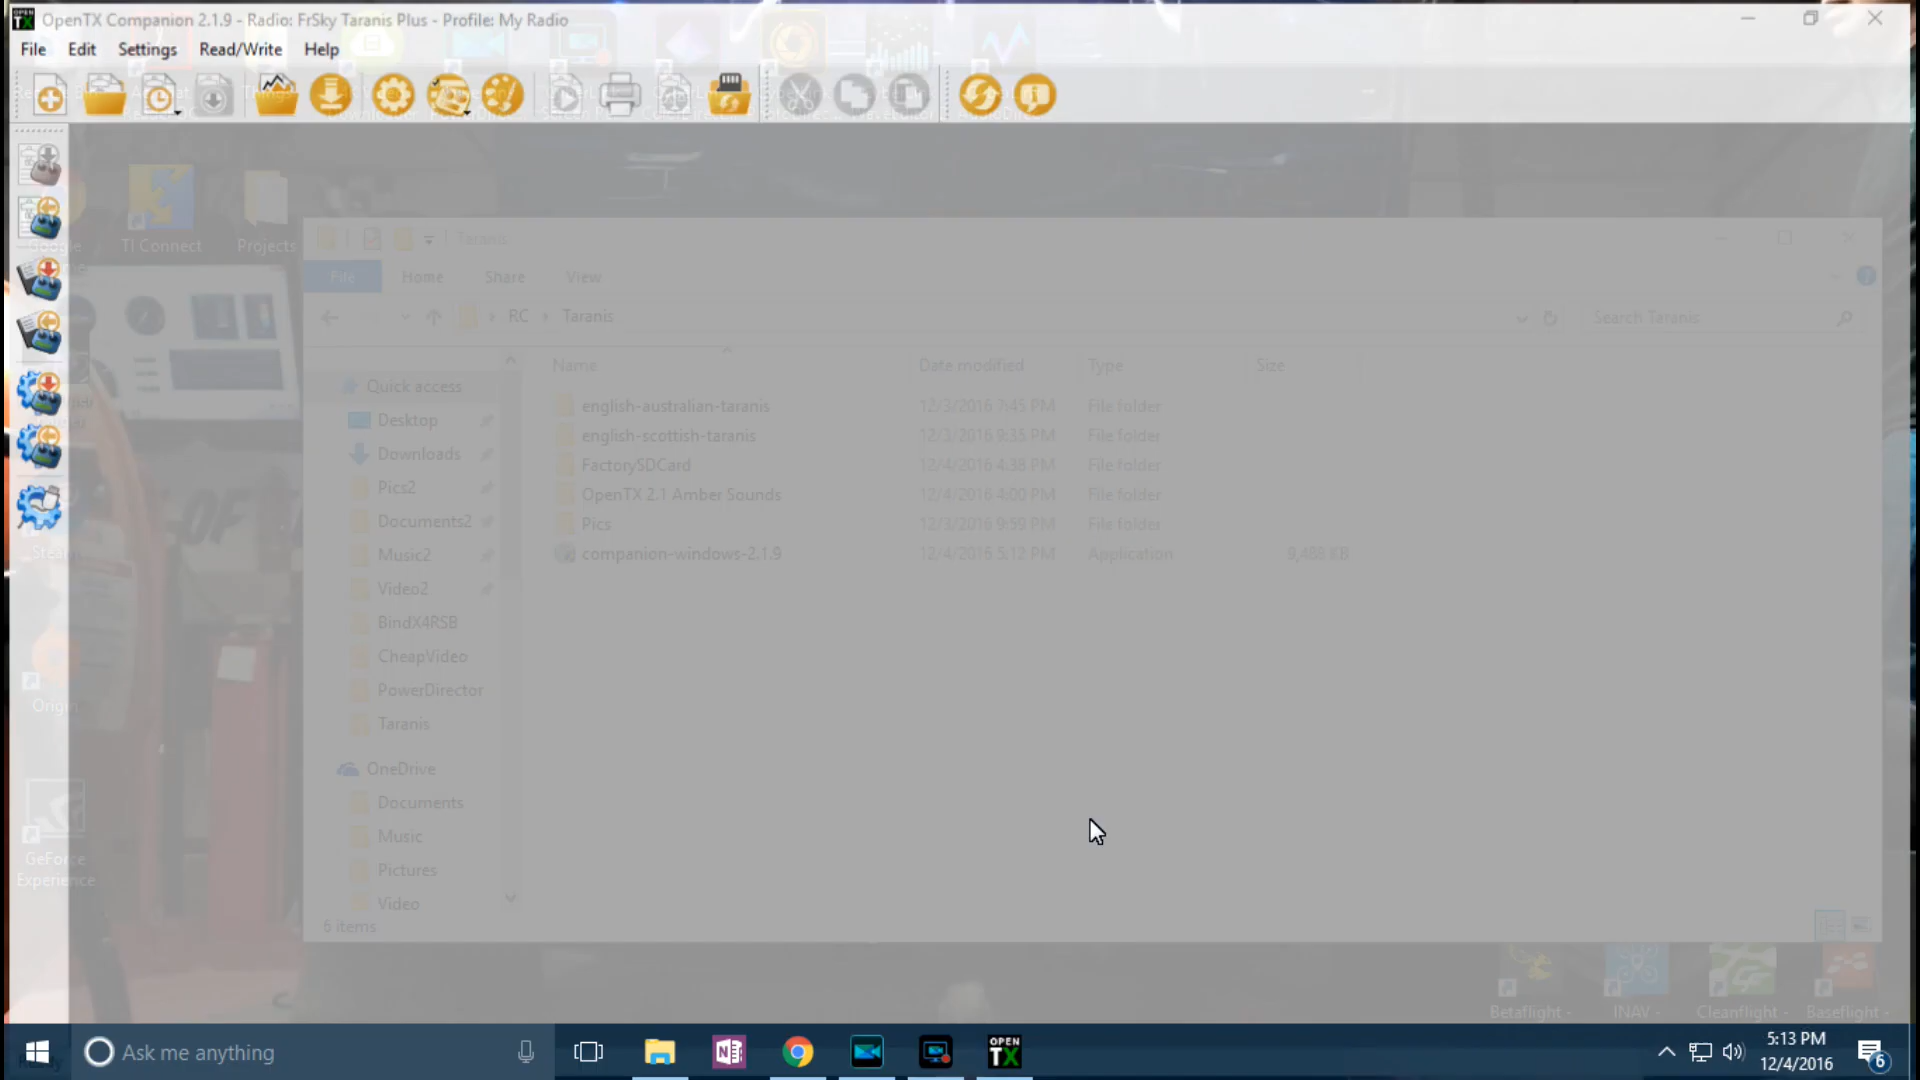 OpenTX Companion 2.1.9 - Radio: FrSky Taranis Plus - Profile: My Radio
File Edit Settings Read/Write Help
Google
TI Connect
Projects
Taranis
File Home Share View
RC Taranis
Search Taranis
Name Date modified Type Size
Quick access
Desktop
Downloads
Pics2
Documents2
Music2
Video2
BindX4RSB
CheapVideo
PowerDirector
Taranis
OneDrive
Documents
Music
Pictures
Video
english-australian-taranis 12/3/2016 7:45 PM File folder
english-scottish-taranis 12/3/2016 9:35 PM File folder
FactorySDCard 12/4/2016 4:38 PM File folder
OpenTX 2.1 Amber Sounds 12/4/2016 4:00 PM File folder
Pics 12/3/2016 9:59 PM File folder
companion-windows-2.1.9 12/4/2016 5:12 PM Application 9,488 KB
6 items
Steam
Origin
GeForce
Experience
Betaflight -
INAV -
Cleanflight -
Baseflight -
Ask me anything
OPEN
TX
5:13 PM
12/4/2016
6